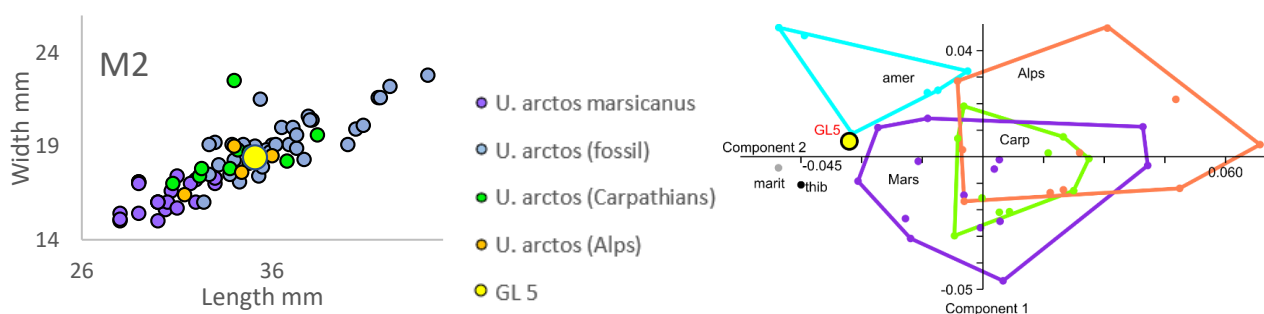 24
M2
Width mm
19
14
26
36
Length mm
U. arctos marsicanus
U. arctos (fossil)
U. arctos (Carpathians)
U. arctos (Alps)
GL 5
0.04
amer
Alps
GL5
Carp
Component 2
-0.045
0.060
marit
thib
Mars
-0.05
Component 1